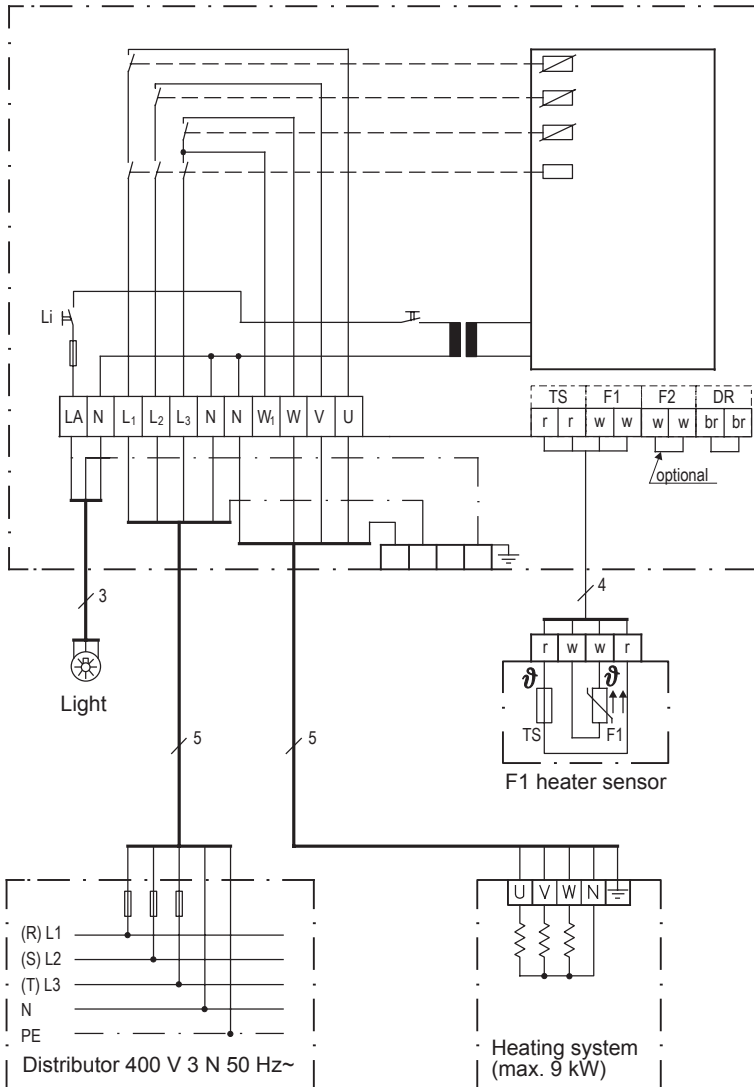 Li
LA N L1 L2 L3 N N W1 W V U
TS F1 F2 DR
r r w w w w br br
optional
3
4
Light
r w w r
ϑ ϑ
TS F1
F1 heater sensor
5 5
(R) L1
(S) L2
(T) L3
N
PE
Distributor 400 V 3 N 50 Hz~
U V W N
Heating system
(max. 9 kW)